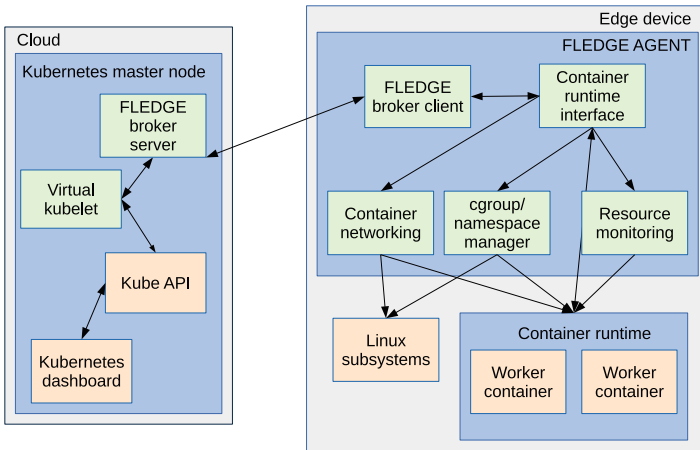 Cloud
Kubernetes master node
FLEDGE
broker
server
Virtual
kubelet
Kube API
Kubernetes
dashboard
Edge device
FLEDGE AGENT
FLEDGE
broker client
Container
runtime
interface
Container
networking
cgroup/
namespace
manager
Resource
monitoring
Linux
subsystems
Container runtime
Worker
container
Worker
container